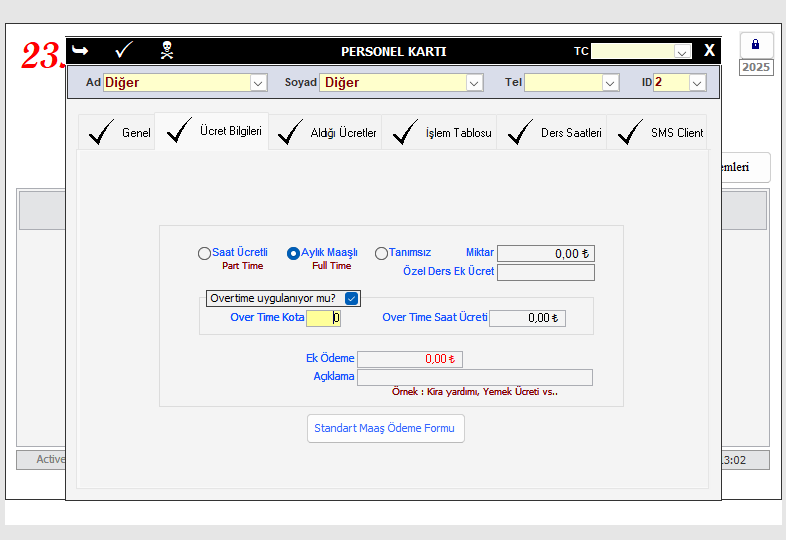 23.
PERSONEL KARTI
TC
X
2025
Ad Diğer Soyad Diğer Tel ID 2
Genel Ücret Bilgileri Aldığı Ücretler İşlem Tablosu Ders Saatleri SMS Client
emleri
Saat Ücretli Aylık Maaşlı Tanımsız Miktar 0,00 ₺
Part Time Full Time
Özel Ders Ek Ücret
Overtime uygulanıyor mu?
Over Time Kota 0 Over Time Saat Ücreti 0,00 ₺
Ek Ödeme 0,00 ₺
Açıklama
Örnek : Kira yardımı, Yemek Ücreti vs..
Standart Maaş Ödeme Formu
Active
13:02